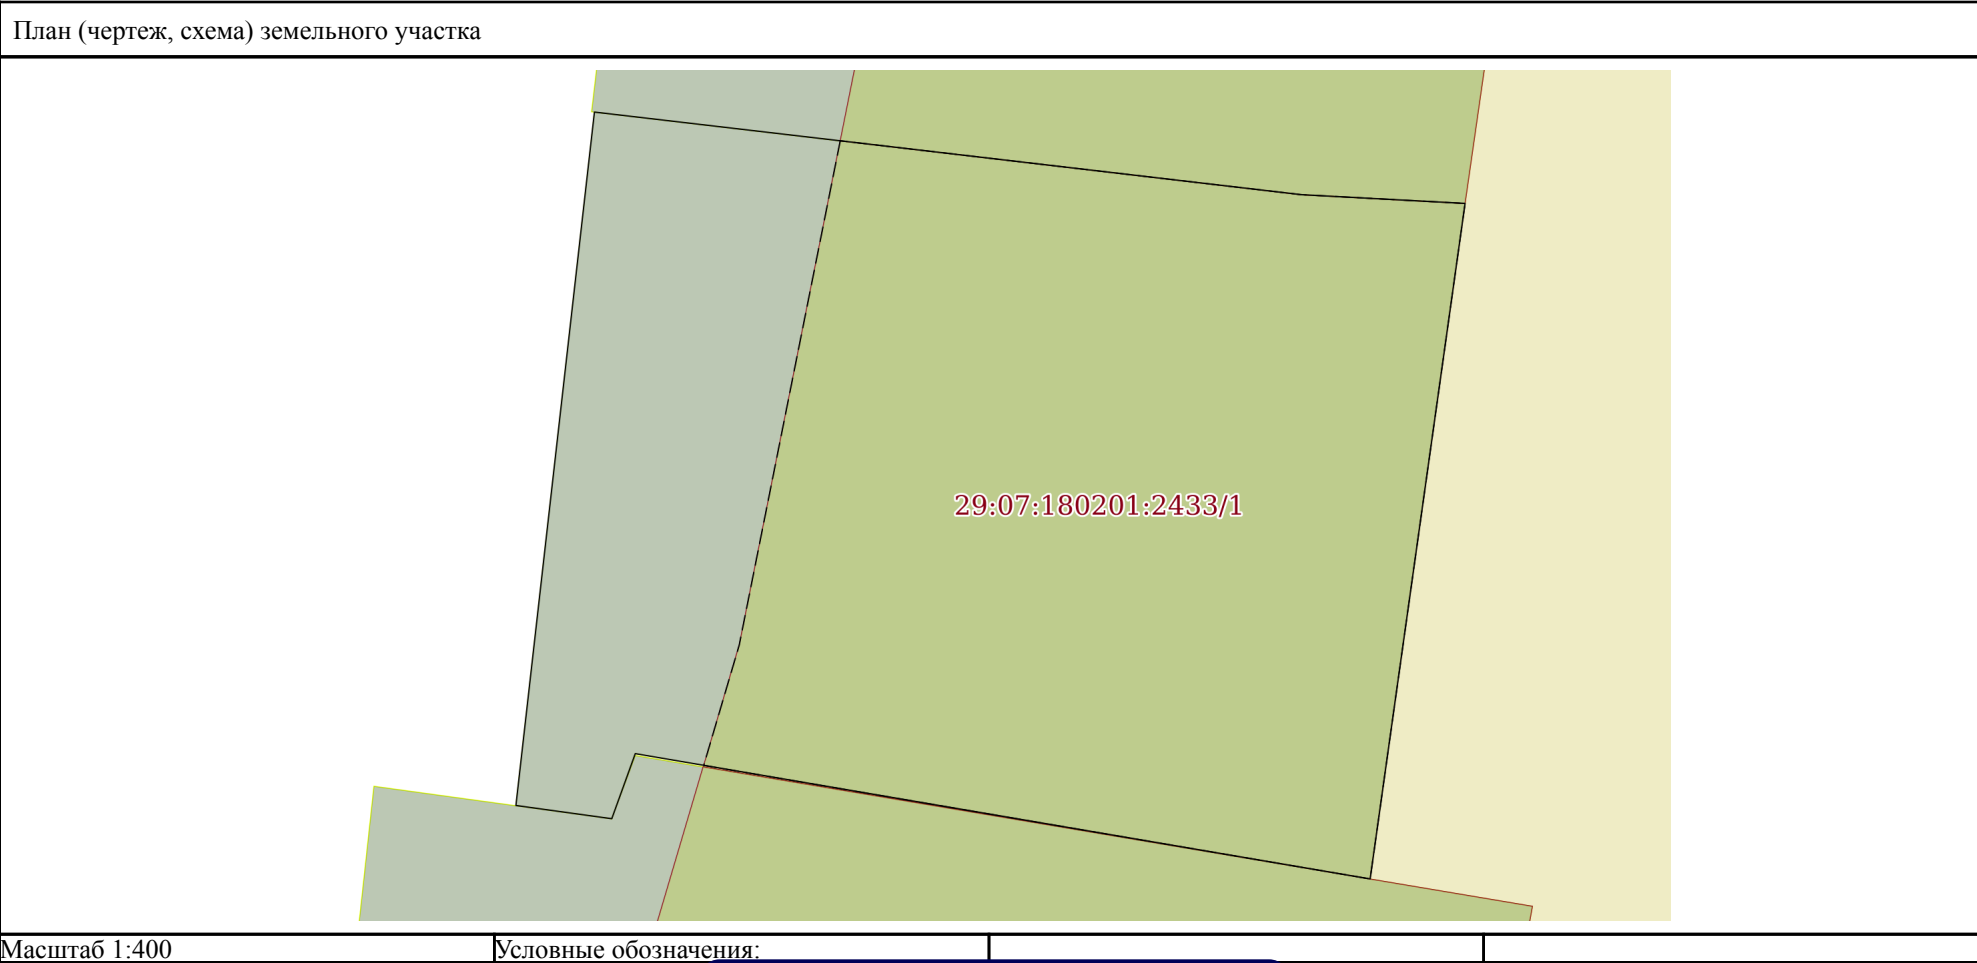 План (чертеж, схема) земельного участка
29:07:180201:2433/1
Масштаб 1:400
Условные обозначения: